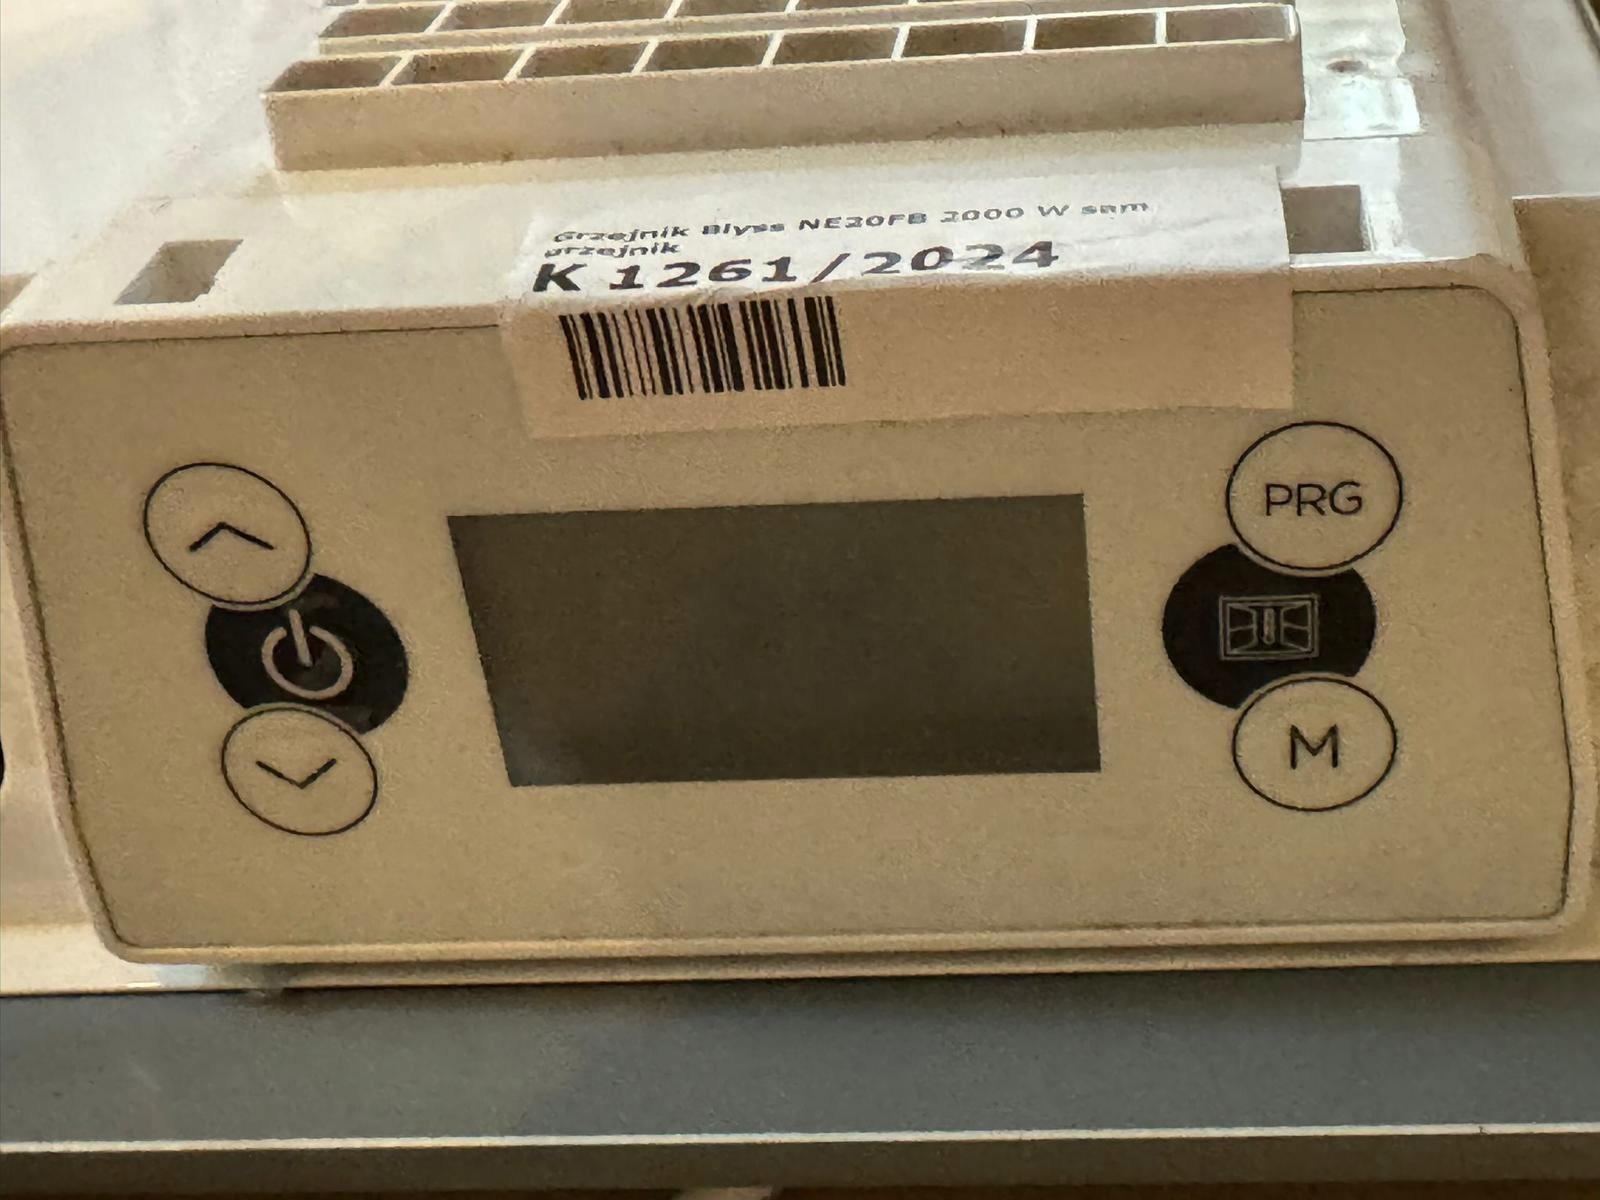 Grzejnik Blyss NE20FB 2000 W sam
grzejnik
K 1261/2024
PRG
M